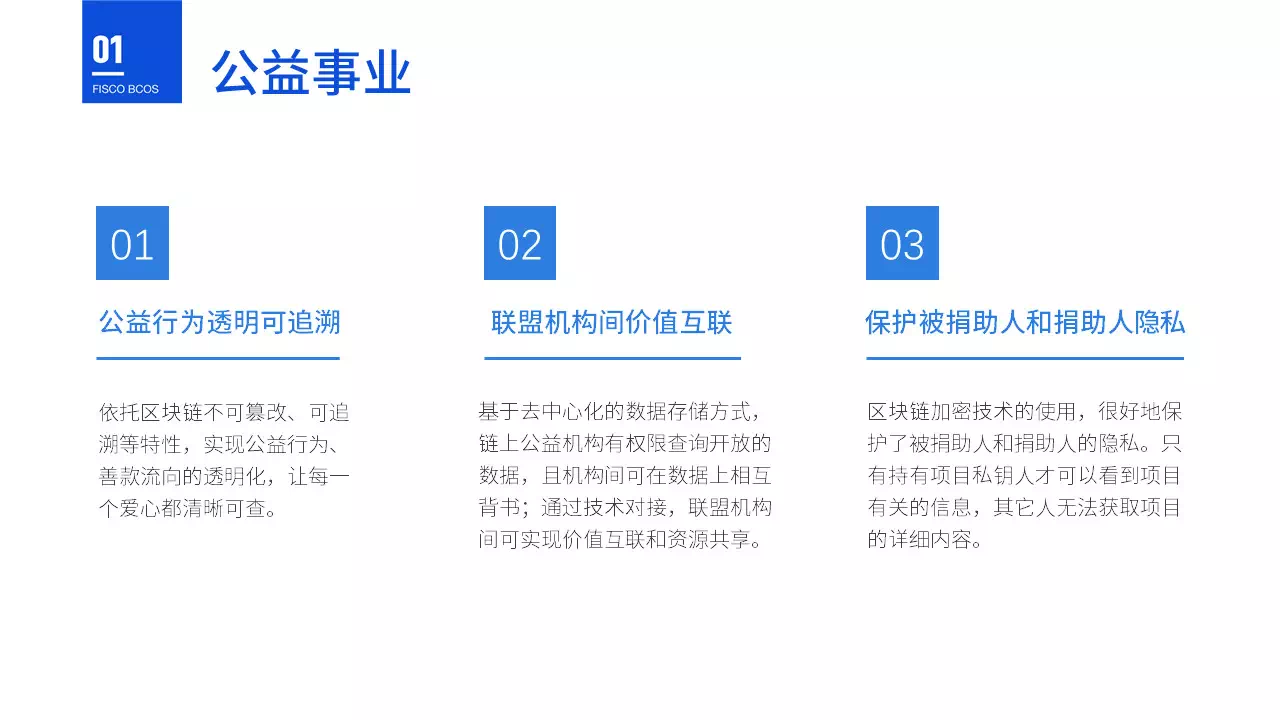 01
FISCO BCOS
公益事业
01
公益行为透明可追溯
依托区块链不可篡改、可追
溯等特性，实现公益行为、
善款流向的透明化，让每一
个爱心都清晰可查。
02
联盟机构间价值互联
基于去中心化的数据存储方式，
链上公益机构有权限查询开放的
数据，且机构间可在数据上相互
背书；通过技术对接，联盟机构
间可实现价值互联和资源共享。
03
保护被捐助人和捐助人隐私
区块链加密技术的使用，很好地保
护了被捐助人和捐助人的隐私。只
有持有项目私钥人才可以看到项目
有关的信息，其它人无法获取项目
的详细内容。